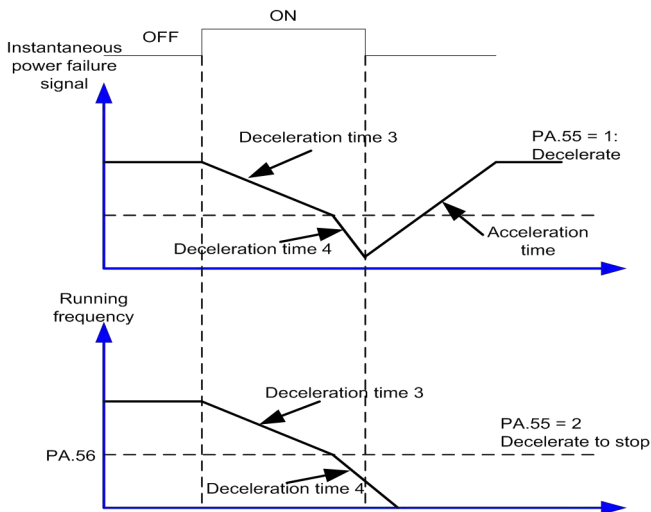 ON
OFF
Instantaneous
power failure
signal
Deceleration time 3
PA.55 = 1:
Decelerate
Deceleration time 4
Acceleration
time
Running
frequency
Deceleration time 3
PA.55 = 2
Decelerate to stop
PA.56
Deceleration time 4